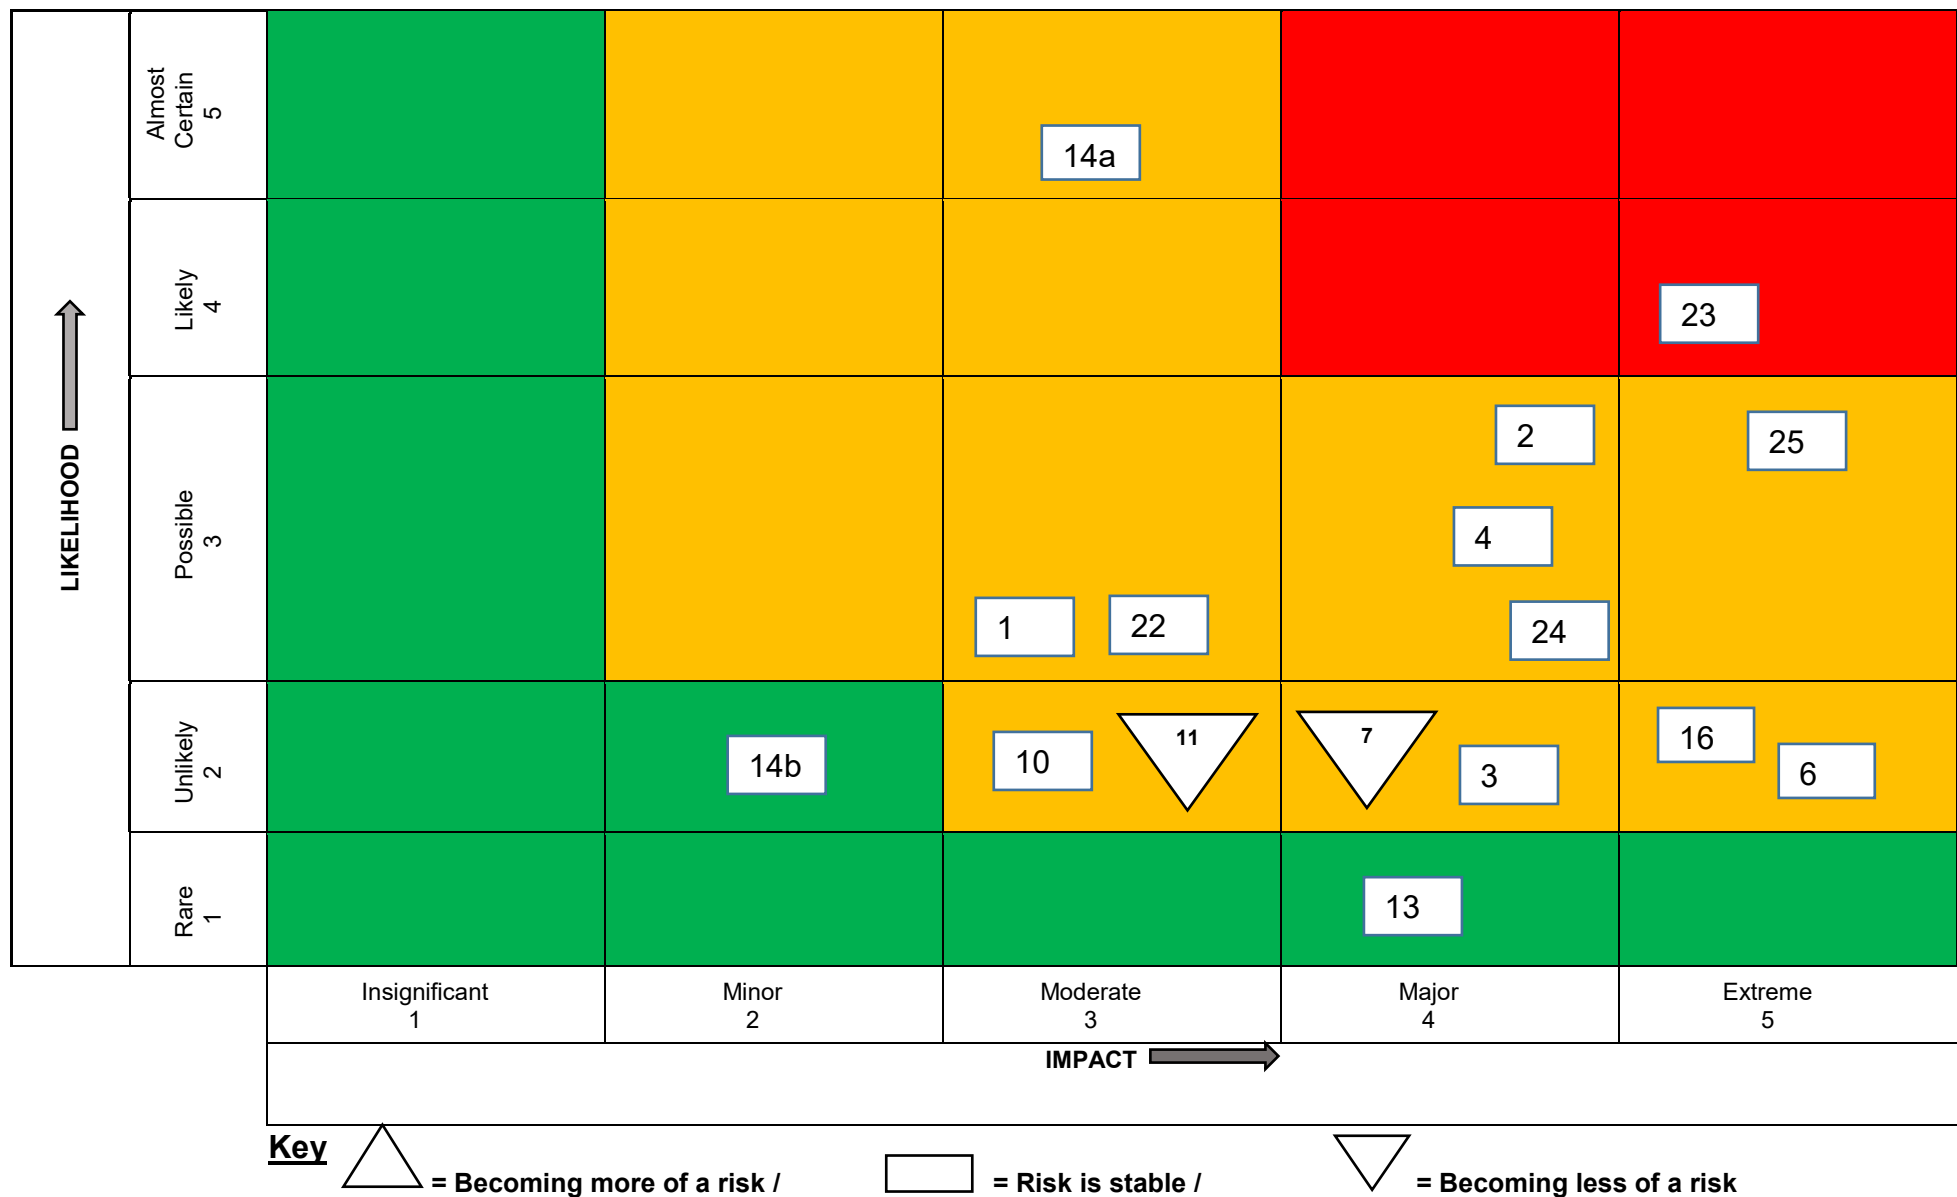 Almost
Certain
5
14a
Likely
4
23
LIKELIHOOD
Possible
3
2
25
4
1
22
24
Unlikely
2
14b
10
11
7
3
16
6
Rare
1
13
Insignificant
1
Minor
2
Moderate
3
Major
4
Extreme
5
IMPACT
Key
= Becoming more of a risk /
= Risk is stable /
= Becoming less of a risk